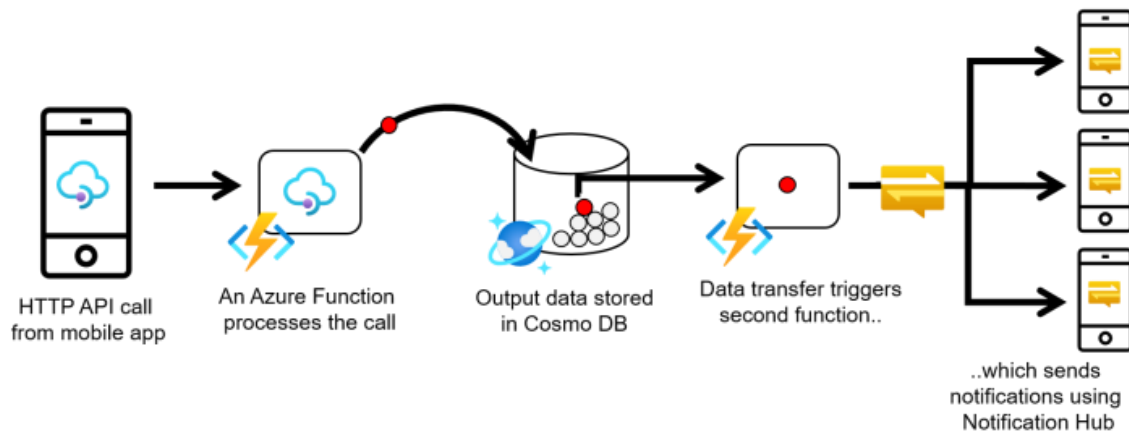 HTTP API call
from mobile app
An Azure Function
processes the call
Output data stored
in Cosmo DB
Data transfer triggers
second function..
..which sends
notifications using
Notification Hub